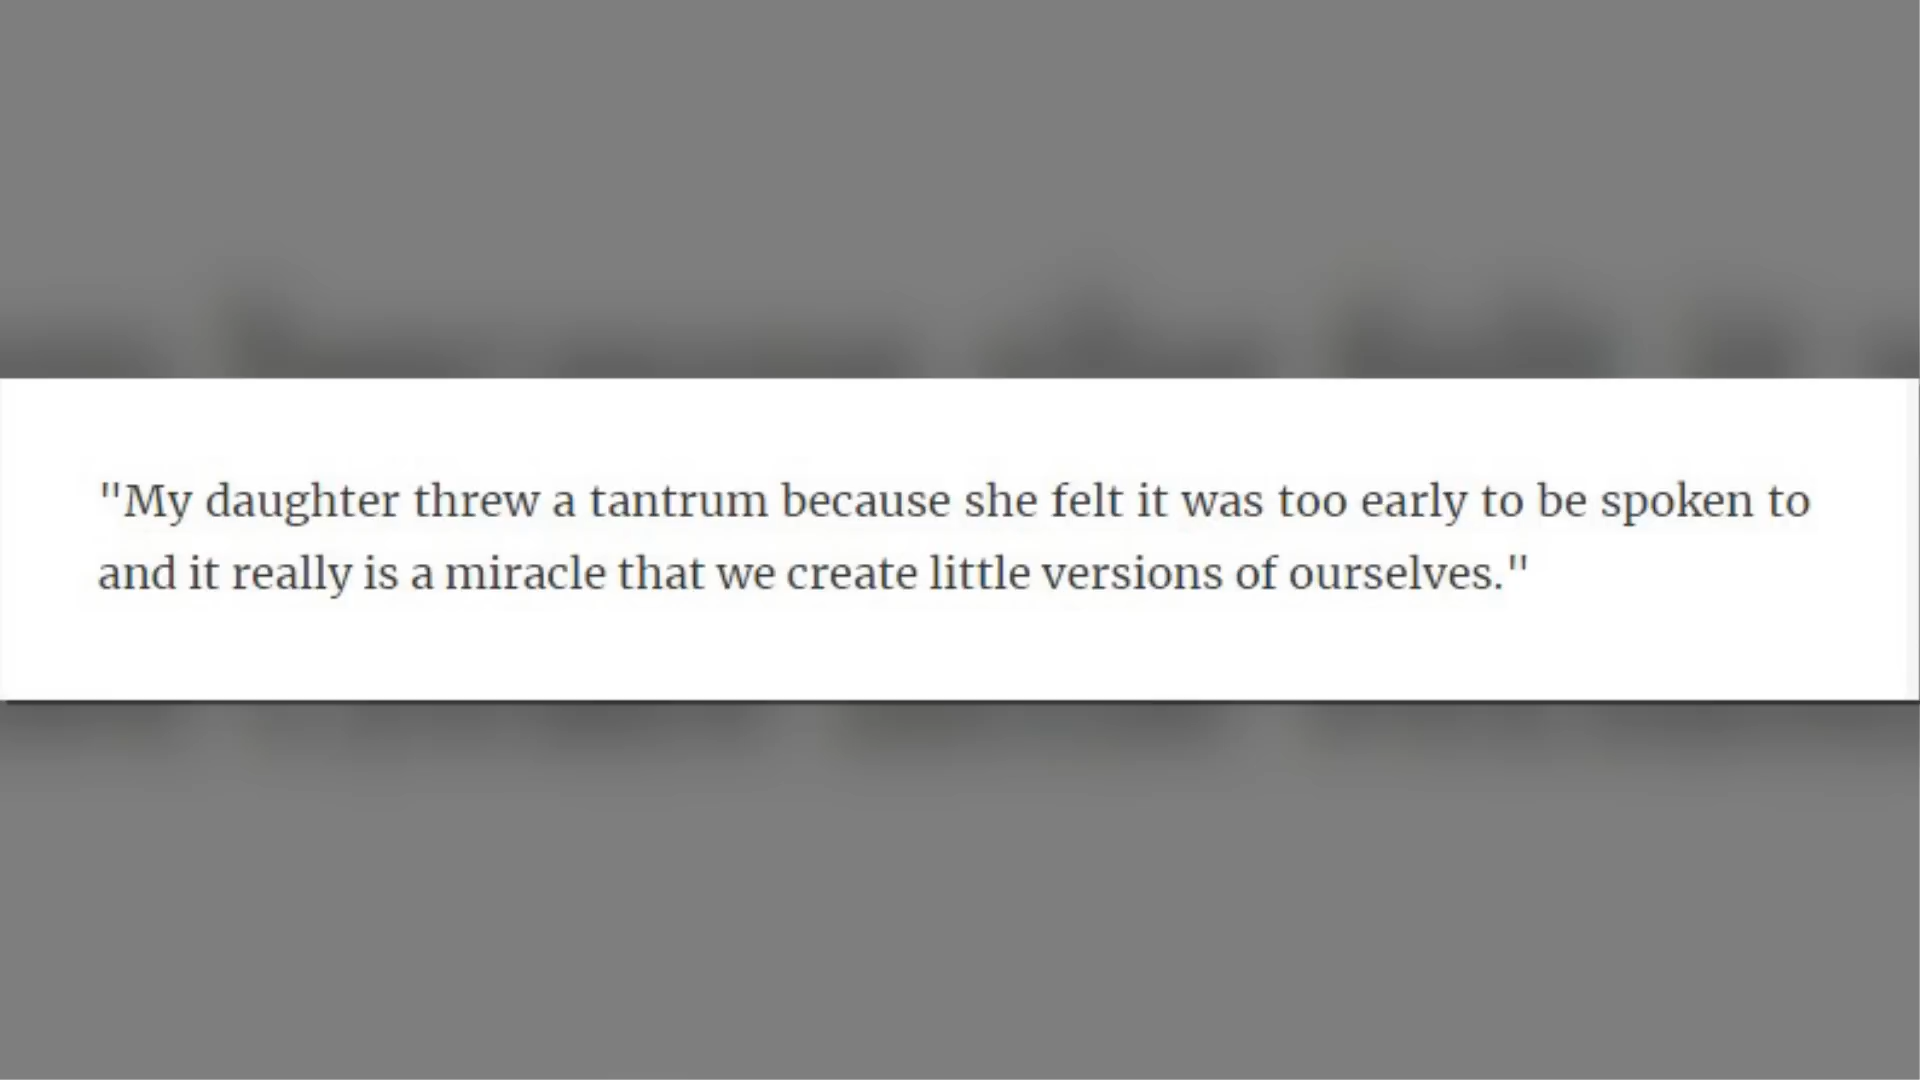 "My daughter threw a tantrum because she felt it was too early to be spoken to
and it really is a miracle that we create little versions of ourselves."